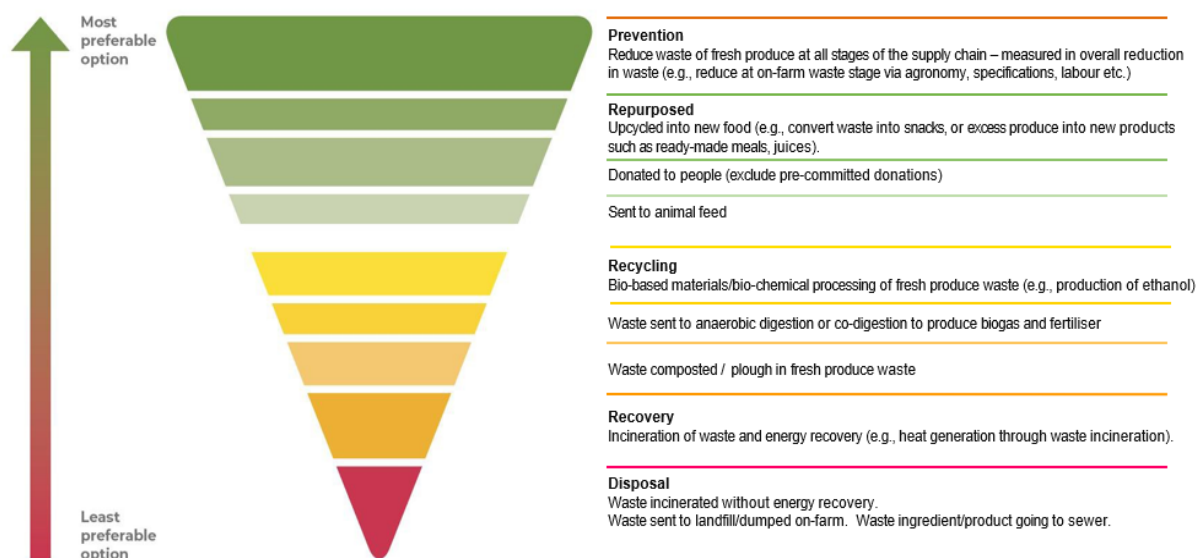 Most
preferable
option
Prevention
Reduce waste of fresh produce at all stages of the supply chain – measured in overall reduction
in waste (e.g., reduce at on-farm waste stage via agronomy, specifications, labour etc.)
Repurposed
Upcycled into new food (e.g., convert waste into snacks, or excess produce into new products
such as ready-made meals, juices).
Donated to people (exclude pre-committed donations)
Sent to animal feed
Recycling
Bio-based materials/bio-chemical processing of fresh produce waste (e.g., production of ethanol)
Waste sent to anaerobic digestion or co-digestion to produce biogas and fertiliser
Waste composted / plough in fresh produce waste
Recovery
Incineration of waste and energy recovery (e.g., heat generation through waste incineration).
Disposal
Waste incinerated without energy recovery.
Waste sent to landfill/dumped on-farm. Waste ingredient/product going to sewer.
Least
preferable
option